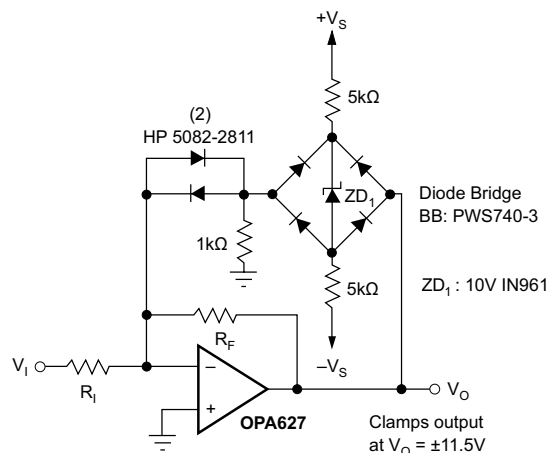 +VS
5kΩ
(2)
HP 5082-2811
ZD1
Diode Bridge
BB: PWS740-3
1kΩ
5kΩ
ZD1 : 10V IN961
–VS
RF
VI
RI
–
+
OPA627
VO
Clamps output
at VO = ±11.5V